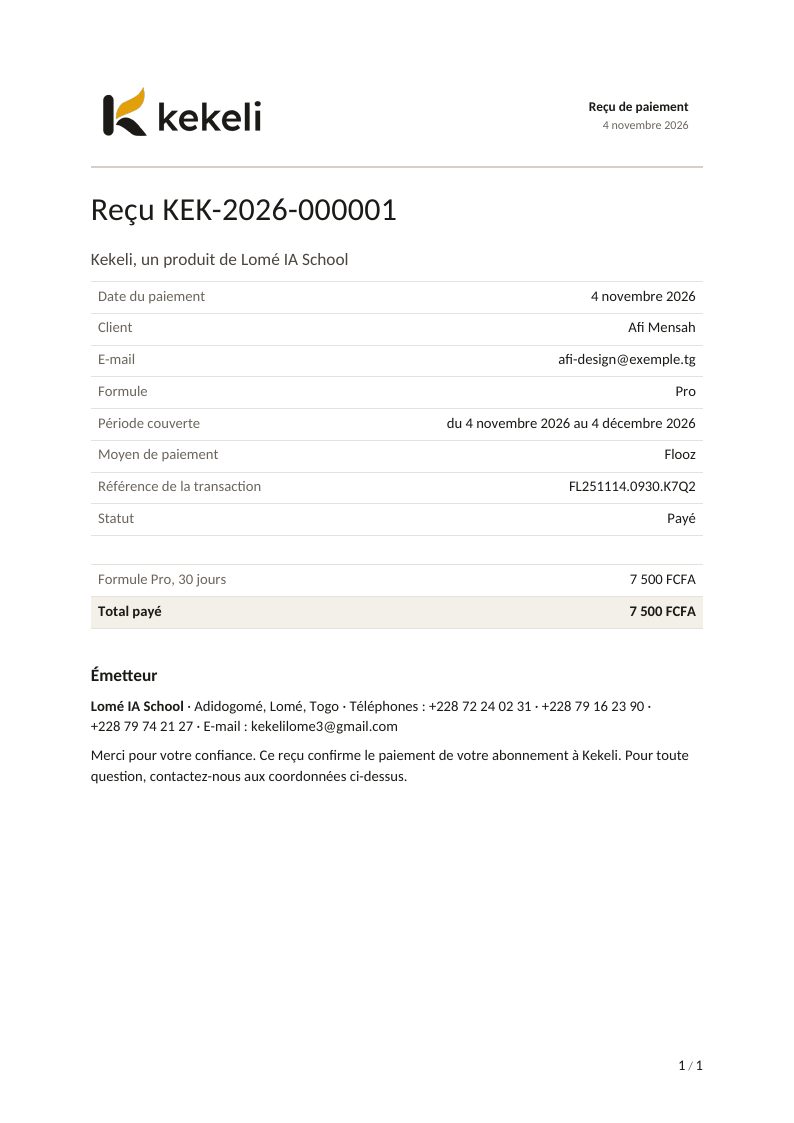 kekeli
Reçu de paiement
4 novembre 2026
Reçu KEK-2026-000001
Kekeli, un produit de Lomé IA School
Date du paiement 4 novembre 2026
Client Afi Mensah
E-mail afi-design@exemple.tg
Formule Pro
Période couverte du 4 novembre 2026 au 4 décembre 2026
Moyen de paiement Flooz
Référence de la transaction FL251114.0930.K7Q2
Statut Payé
Formule Pro, 30 jours 7 500 FCFA
Total payé 7 500 FCFA
Émetteur
Lomé IA School · Adidogomé, Lomé, Togo · Téléphones : +228 72 24 02 31 · +228 79 16 23 90 ·
+228 79 74 21 27 · E-mail : kekelilome3@gmail.com
Merci pour votre confiance. Ce reçu confirme le paiement de votre abonnement à Kekeli. Pour toute
question, contactez-nous aux coordonnées ci-dessus.
1 / 1